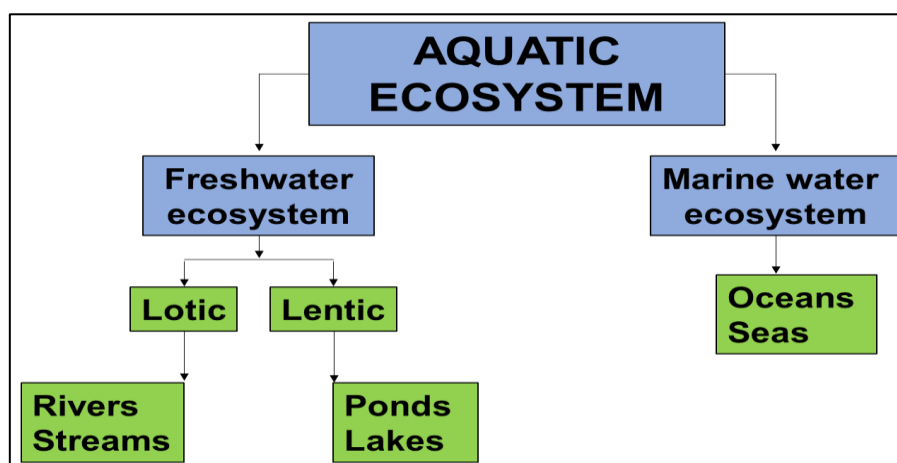 AQUATIC
ECOSYSTEM
Freshwater
ecosystem
Marine water
ecosystem
Lotic
Lentic
Oceans
Seas
Rivers
Streams
Ponds
Lakes